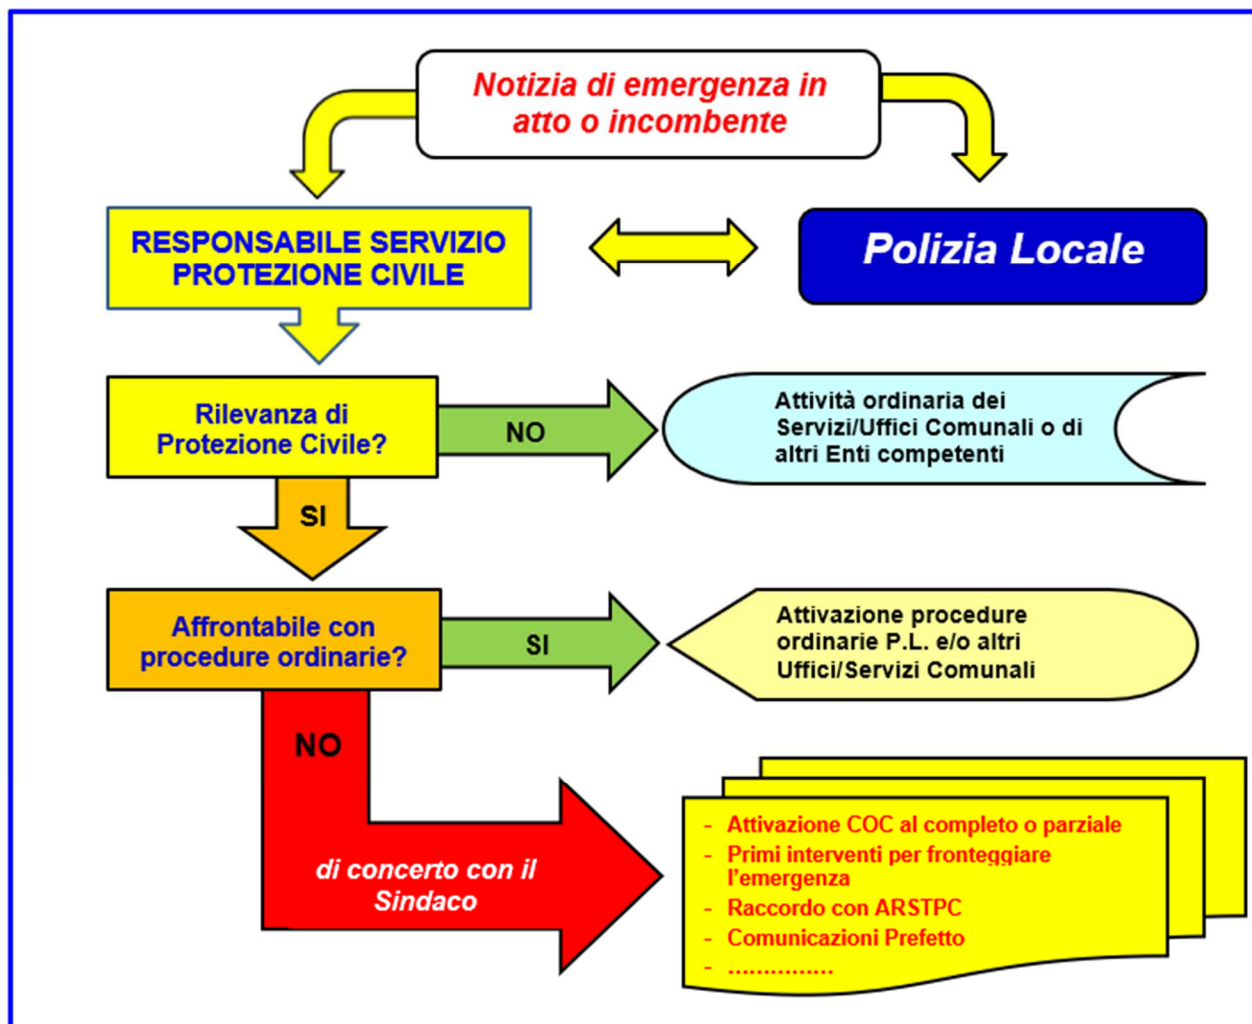 Notizia di emergenza in
atto o incombente
RESPONSABILE SERVIZIO
PROTEZIONE CIVILE
Polizia Locale
Rilevanza di
Protezione Civile?
NO
Attività ordinaria dei
Servizi/Uffici Comunali o di
altri Enti competenti
SI
Affrontabile con
procedure ordinarie?
SI
Attivazione procedure
ordinarie P.L. e/o altri
Uffici/Servizi Comunali
NO
di concerto con il
Sindaco
- Attivazione COC al completo o parziale
- Primi interventi per fronteggiare
l'emergenza
- Raccordo con ARSTPC
- Comunicazioni Prefetto
- ...............